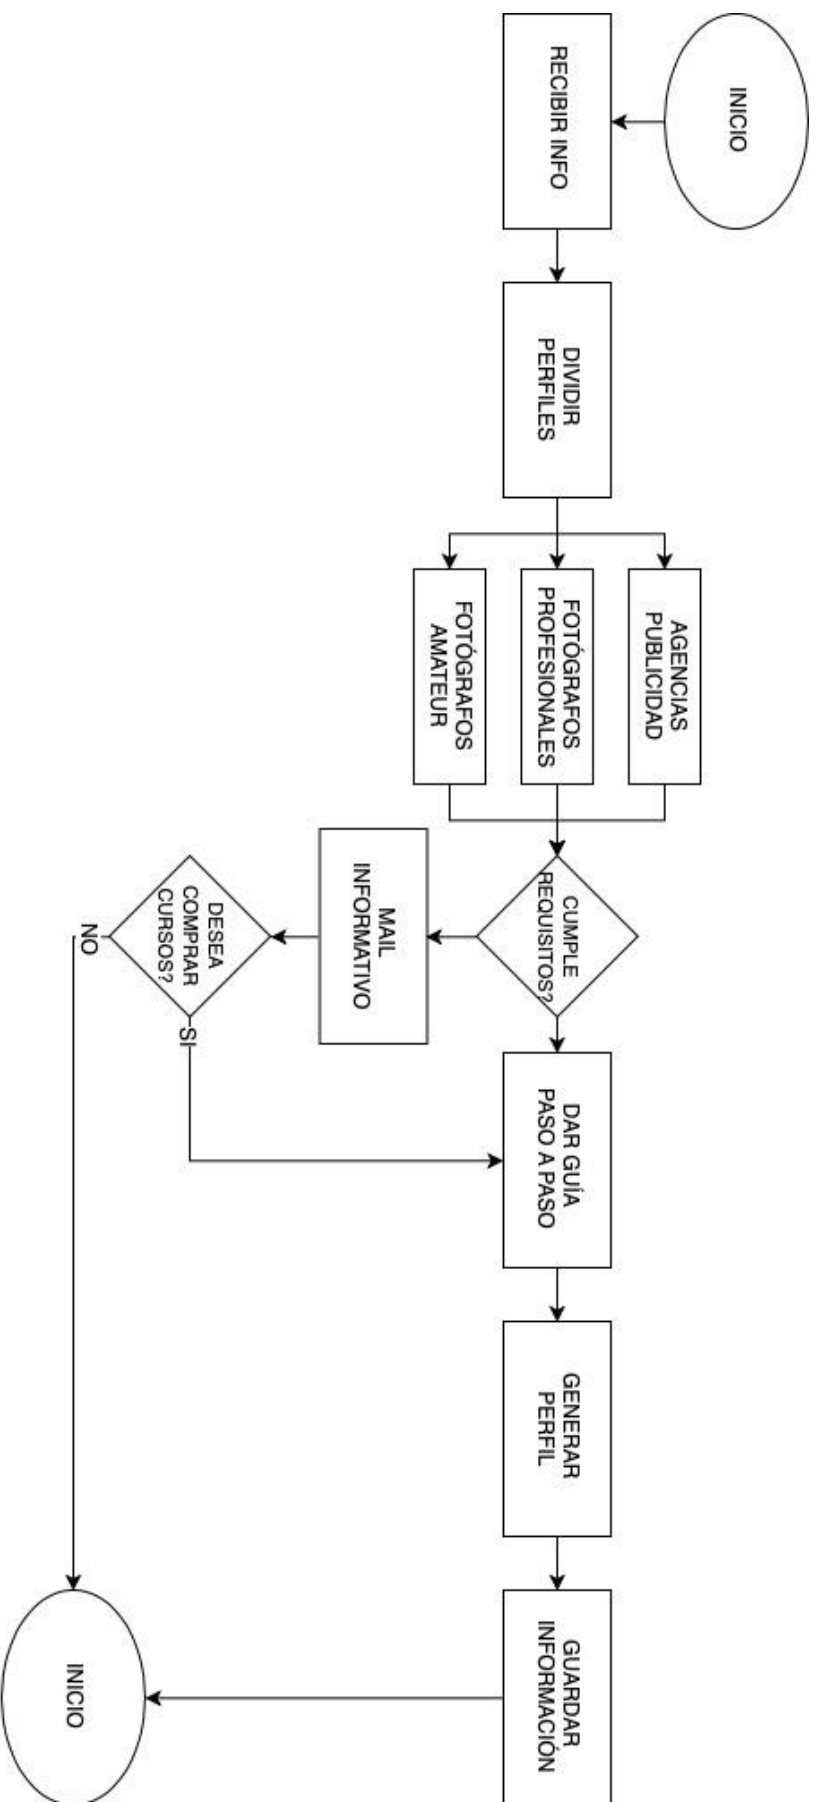 INICIO
RECIBIR INFO
DIVIDIR
PERFILES
AGENCIAS
PUBLICIDAD
FOTÓGRAFOS
PROFESIONALES
FOTÓGRAFOS
AMATEUR
CUMPLE
REQUISITOS?
MAIL
INFORMATIVO
DESEA
COMPRAR
CURSOS?
NO
SI
DAR GUÍA
PASO A PASO
GENERAR
PERFIL
GUARDAR
INFORMACIÓN
INICIO